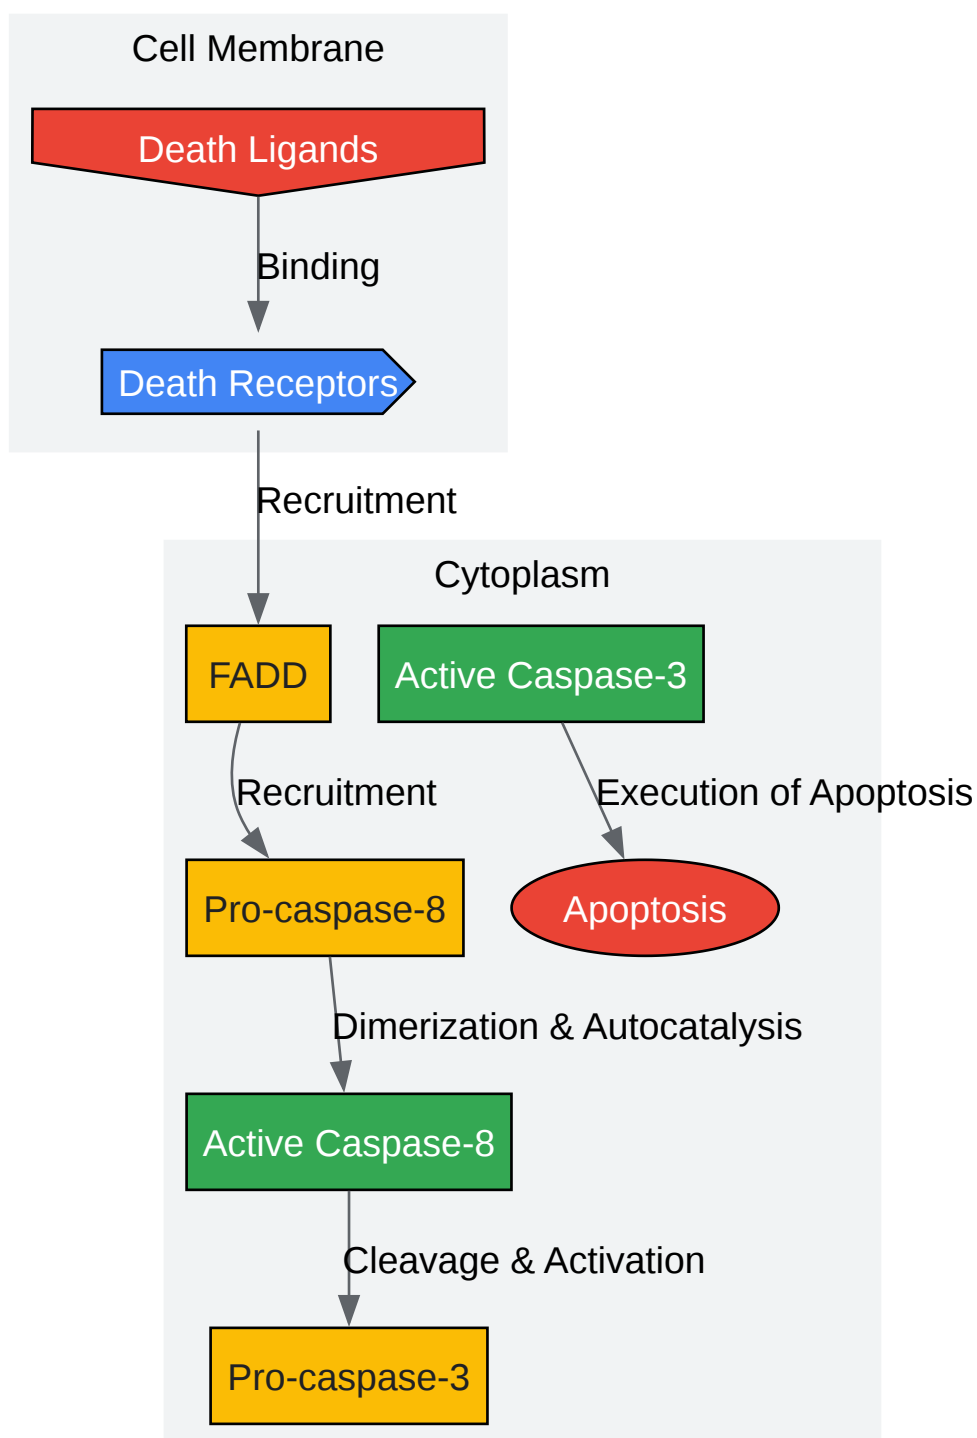 Cell Membrane
Death Ligands
Binding
Death Receptors
Recruitment
Cytoplasm
FADD
Active Caspase-3
Recruitment
Execution of Apoptosis
Pro-caspase-8
Apoptosis
Dimerization & Autocatalysis
Active Caspase-8
Cleavage & Activation
Pro-caspase-3